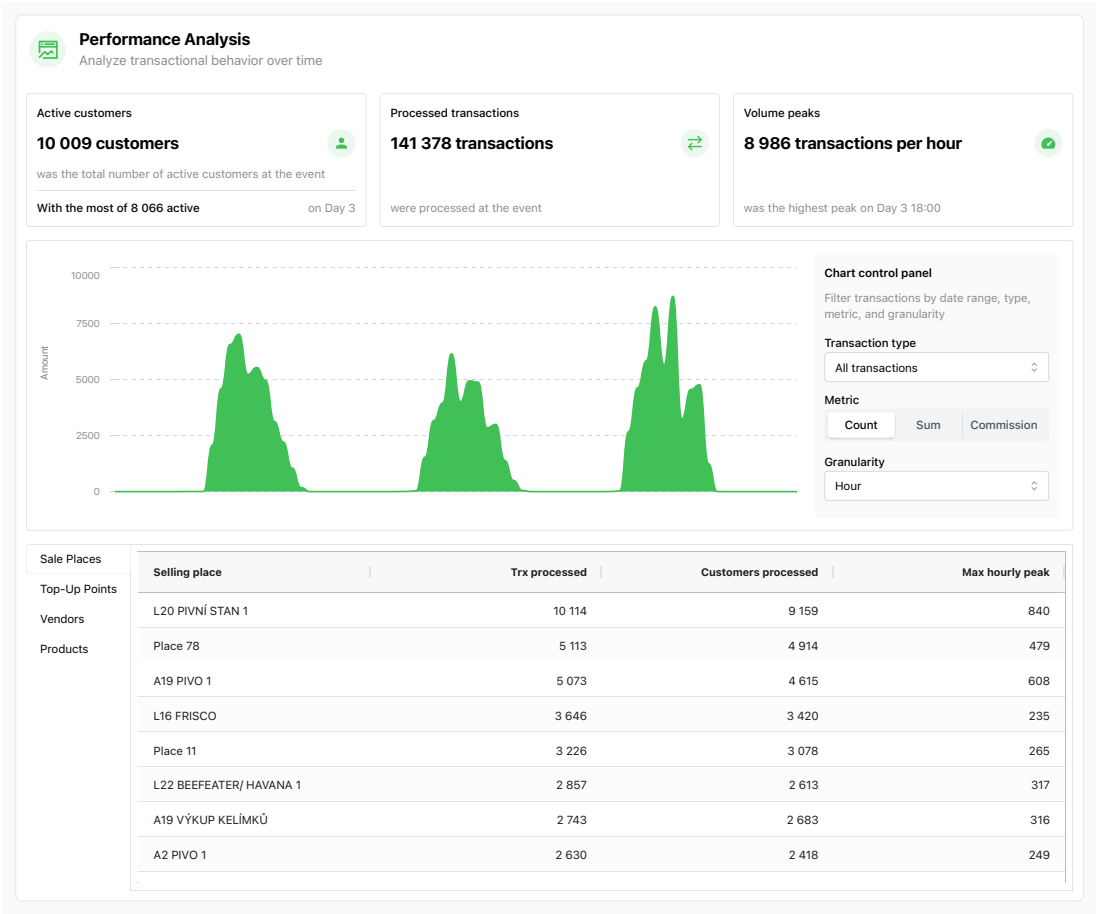 Performance Analysis
Analyze transactional behavior over time
Active customers
10 009 customers
was the total number of active customers at the event
With the most of 8 066 active on Day 3
Processed transactions
141 378 transactions
were processed at the event
Volume peaks
8 986 transactions per hour
was the highest peak on Day 3 18:00
Amount
10000
7500
5000
2500
0
Chart control panel
Filter transactions by date range, type,
metric, and granularity
Transaction type
All transactions
Metric
Count Sum Commission
Granularity
Hour
Sale Places
Top-Up Points
Vendors
Products
Selling place Trx processed Customers processed Max hourly peak
L20 PIVNÍ STAN 1 10 114 9 159 840
Place 78 5 113 4 914 479
A19 PIVO 1 5 073 4 615 608
L16 FRISCO 3 646 3 420 235
Place 11 3 226 3 078 265
L22 BEEFEATER/ HAVANA 1 2 857 2 613 317
A19 VÝKUP KELÍMKŮ 2 743 2 683 316
A2 PIVO 1 2 630 2 418 249